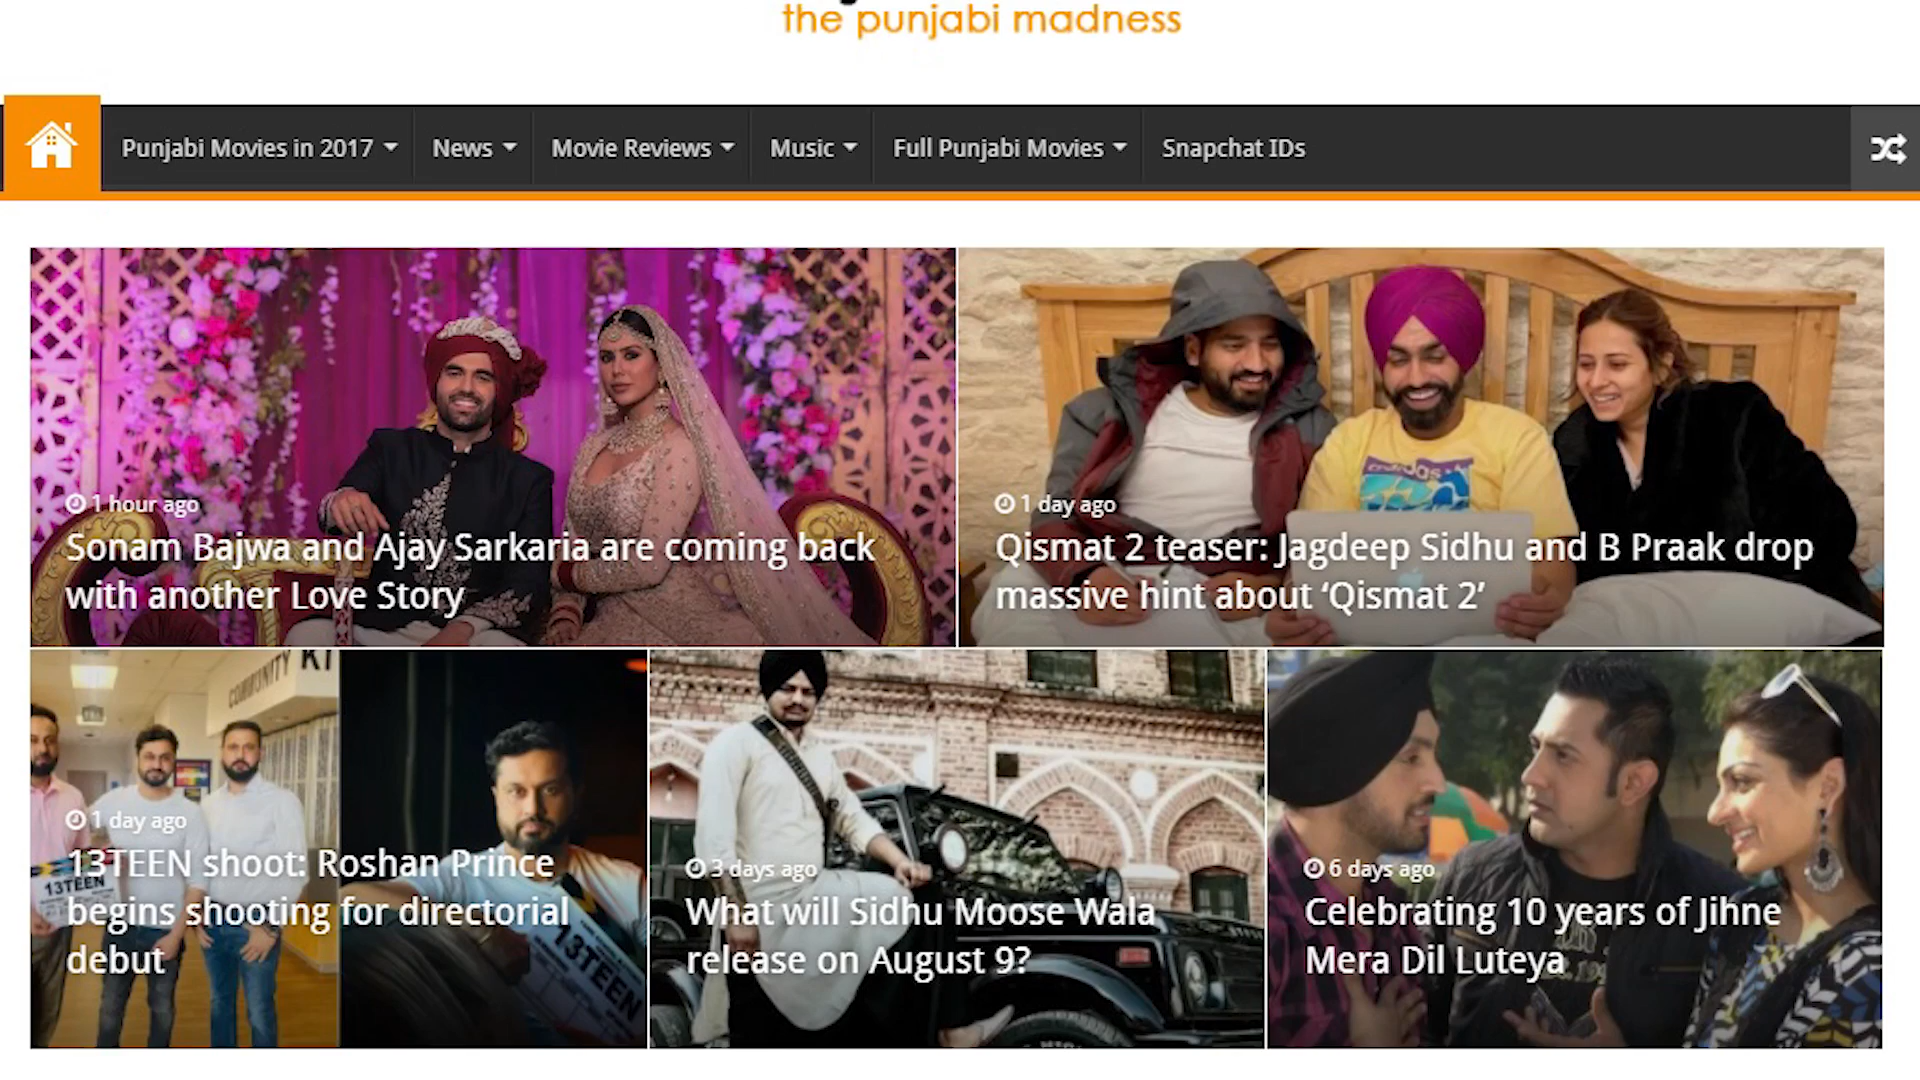 the punjabi madness
Punjabi Movies in 2017 News Movie Reviews Music Full Punjabi Movies Snapchat IDs
1 hour ago
Sonam Bajwa and Ajay Sarkaria are coming back
with another Love Story
1 day ago
Qismat 2 teaser: Jagdeep Sidhu and B Praak drop
massive hint about ‘Qismat 2’
COMMUNITY KI
1 day ago
13TEEN shoot: Roshan Prince
begins shooting for directorial
debut
13TEEN
13TEEN
3 days ago
What will Sidhu Moose Wala
release on August 9?
6 days ago
Celebrating 10 years of Jihne
Mera Dil Luteya